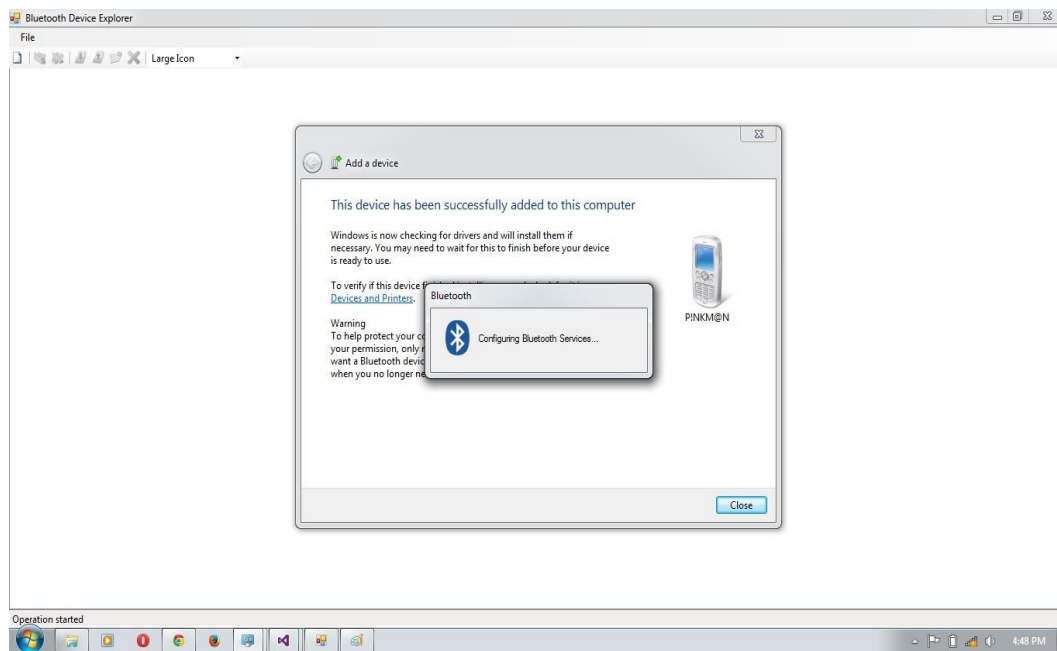 Bluetooth Device Explorer
File
Large Icon
Add a device
This device has been successfully added to this computer
Windows is now checking for drivers and will install them if
necessary. You may need to wait for this to finish before your device
is ready to use.
To verify if this device
Devices and Printers.
Warning
To help protect your
your permission, only
want a Bluetooth
when you no longer
P!NKM@N
Bluetooth
Configuring Bluetooth Services...
Close
Operation started
4:48 PM